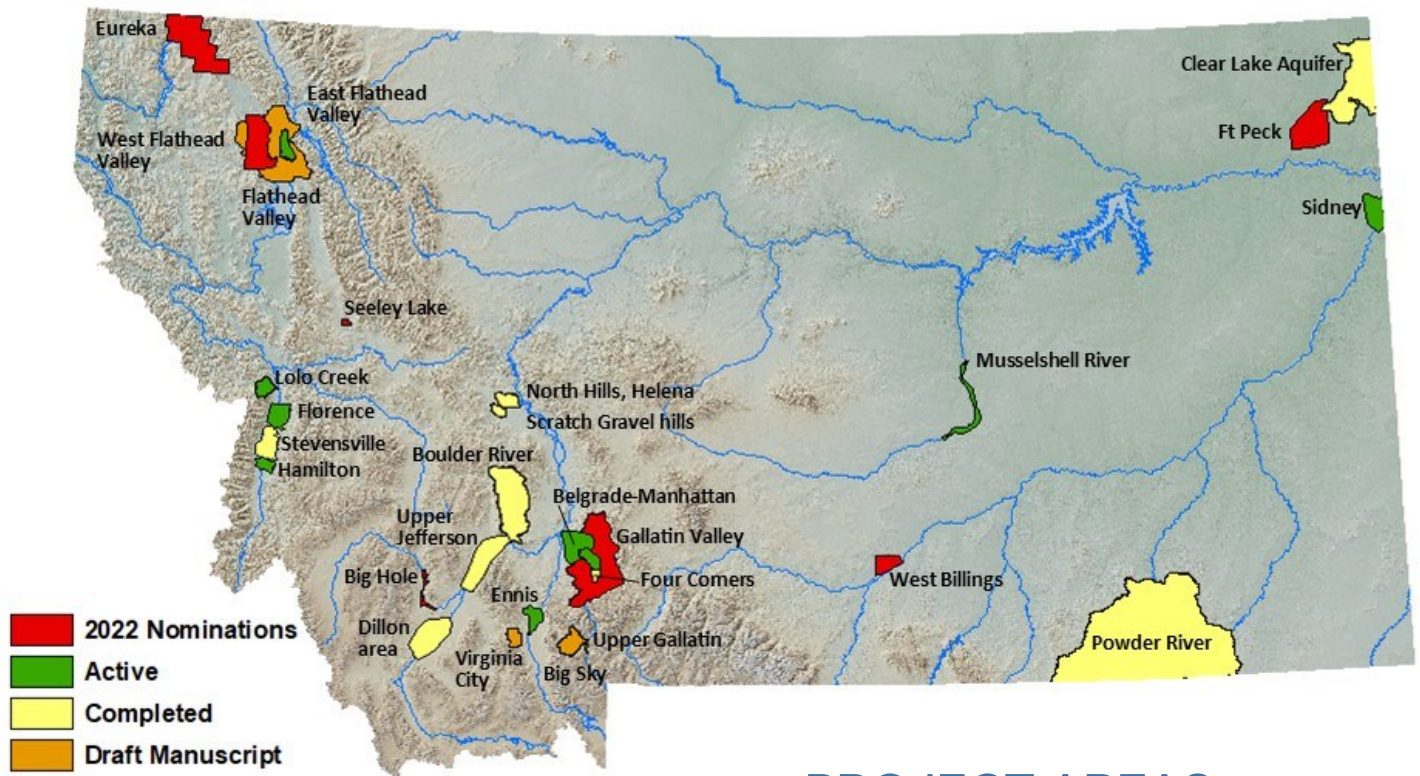 Eureka
Clear Lake Aquifer
East Flathead
Valley
West Flathead
Valley
Ft Peck
Flathead
Valley
Sidney
Seeley Lake
Musselshell River
Lolo Creek
North Hills, Helena
Florence
Scratch Gravel hills
Stevensville
Boulder River
Hamilton
Belgrade-Manhattan
Upper
Jefferson
Gallatin Valley
Big Hole
Four Corners
West Billings
Ennis
Dillon
area
Upper Gallatin
Powder River
Virginia
City
Big Sky
2022 Nominations
Active
Completed
Draft Manuscript
PROJECT AREAS